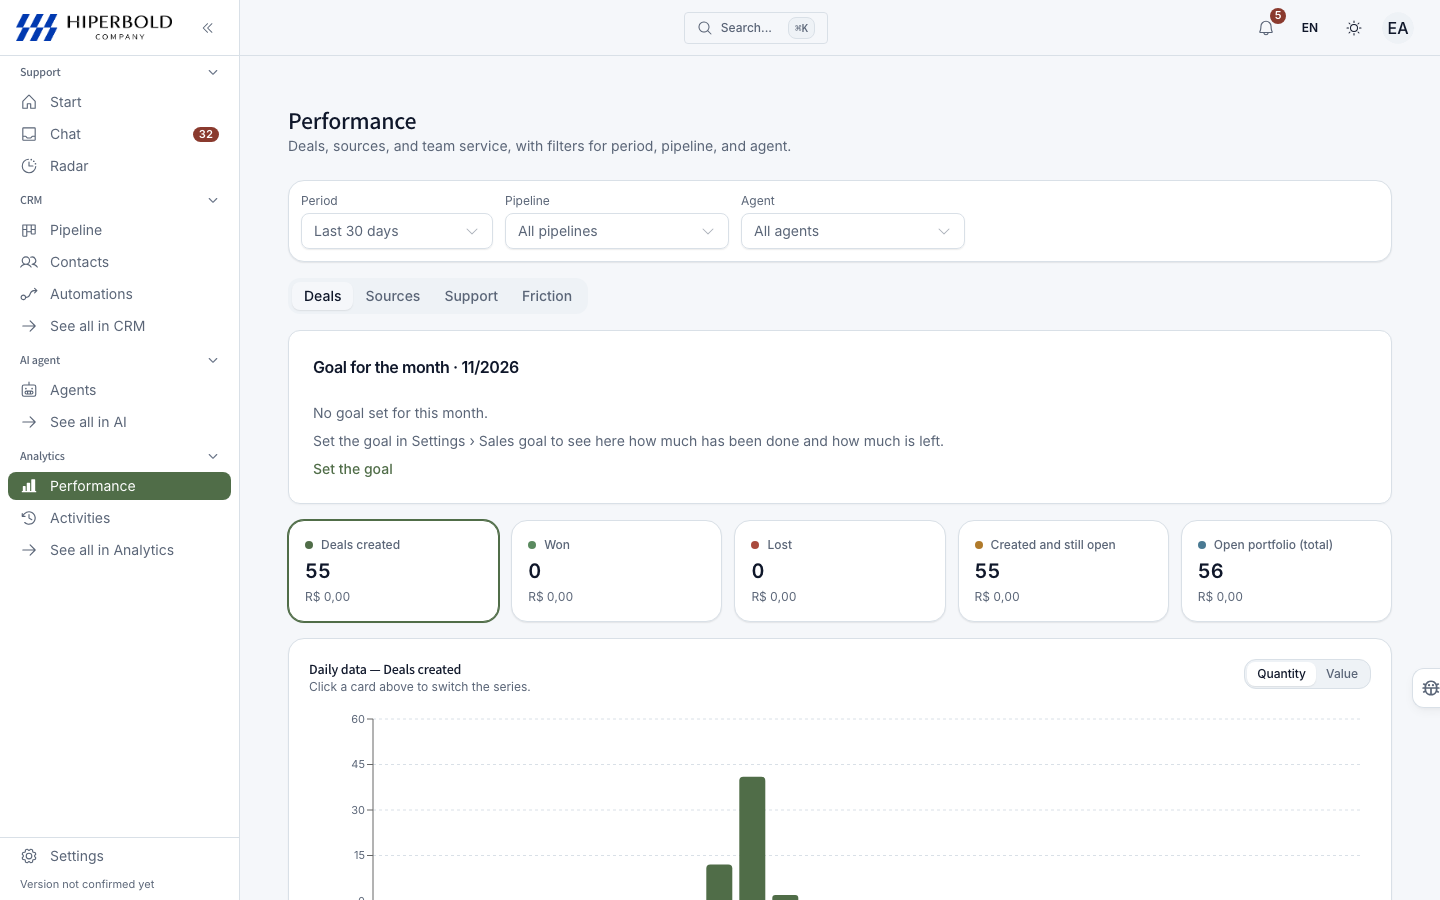 HIPERBOLD
COMPANY
Search...
⌘K
5
EN
EA
Support
Start
Chat
32
Radar
CRM
Pipeline
Contacts
Automations
See all in CRM
AI agent
Agents
See all in AI
Analytics
Performance
Activities
See all in Analytics
Settings
Version not confirmed yet
Performance
Deals, sources, and team service, with filters for period, pipeline, and agent.
Period
Pipeline
Agent
Last 30 days
All pipelines
All agents
Deals
Sources
Support
Friction
Goal for the month · 11/2026
No goal set for this month.
Set the goal in Settings › Sales goal to see here how much has been done and how much is left.
Set the goal
Deals created
55
R$ 0,00
Won
0
R$ 0,00
Lost
0
R$ 0,00
Created and still open
55
R$ 0,00
Open portfolio (total)
56
R$ 0,00
Daily data — Deals created
Click a card above to switch the series.
Quantity
Value
60
45
30
15
0